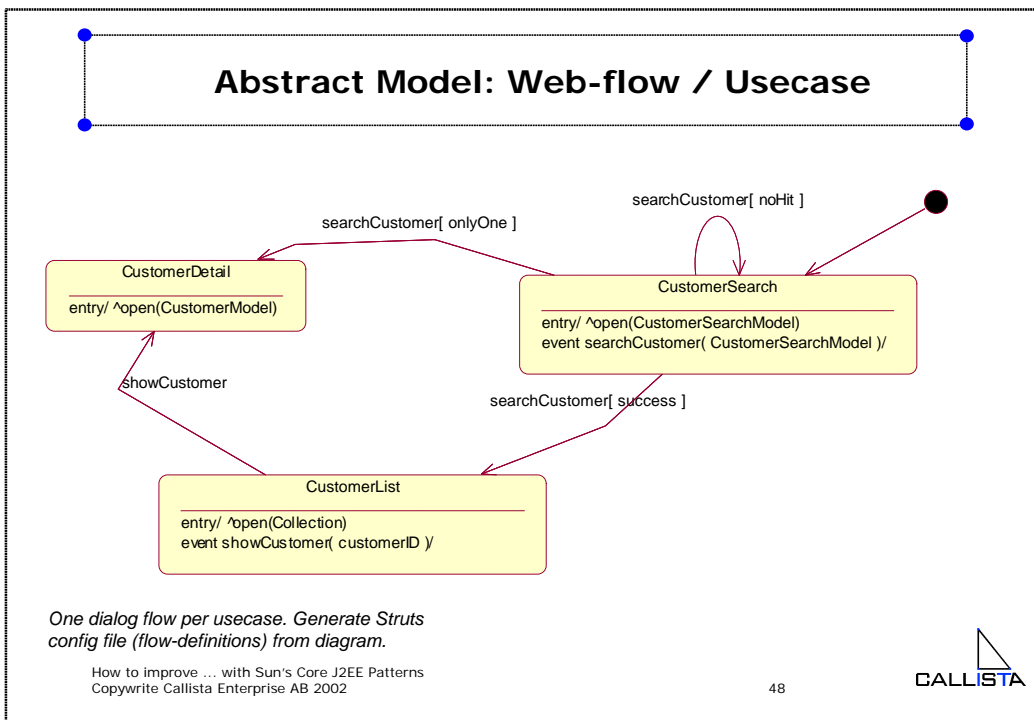 Abstract Model: Web-flow / Usecase
searchCustomer[ noHit ]
searchCustomer[ onlyOne ]
CustomerDetail
entry/ ^open(CustomerModel)
CustomerSearch
entry/ ^open(CustomerSearchModel)
event searchCustomer( CustomerSearchModel )/
showCustomer
searchCustomer[ success ]
CustomerList
entry/ ^open(Collection)
event showCustomer( customerID )/
One dialog flow per usecase. Generate Struts
config file (flow-definitions) from diagram.
How to improve ... with Sun's Core J2EE Patterns
Copywrite Callista Enterprise AB 2002
48
CALLISTA